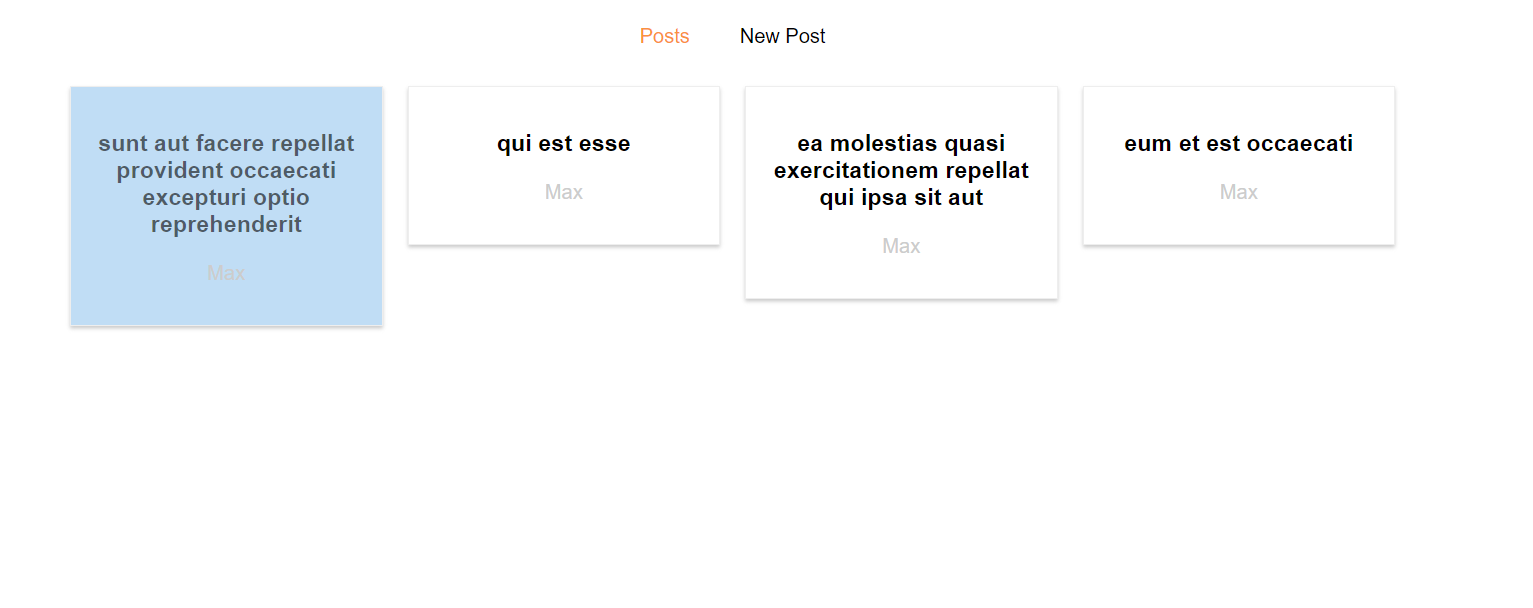 Posts New Post
sunt aut facere repellat
provident occaecati
excepturi optio
reprehenderit
Max
qui est esse
Max
ea molestias quasi
exercitationem repellat
qui ipsa sit aut
Max
eum et est occaecati
Max